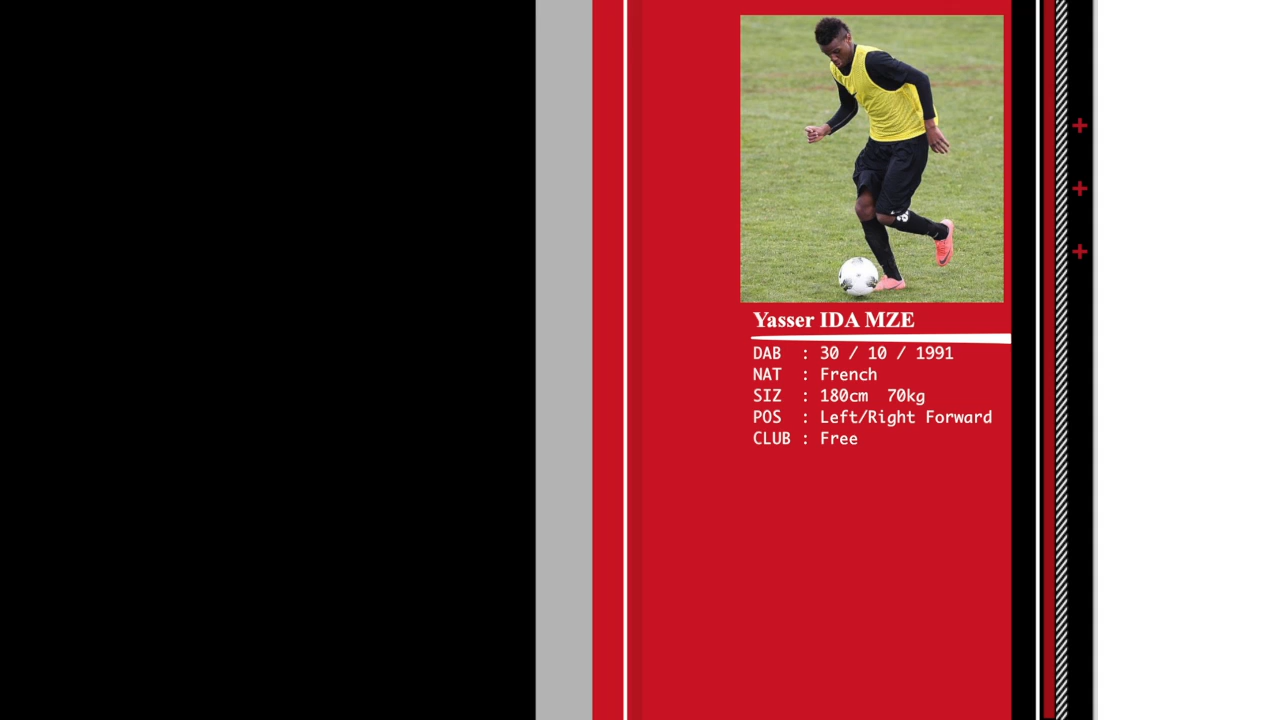 Yasser IDA MZE
DAB : 30 / 10 / 1991
NAT : French
SIZ : 180cm 70kg
POS : Left/Right Forward
CLUB : Free
+
+
+